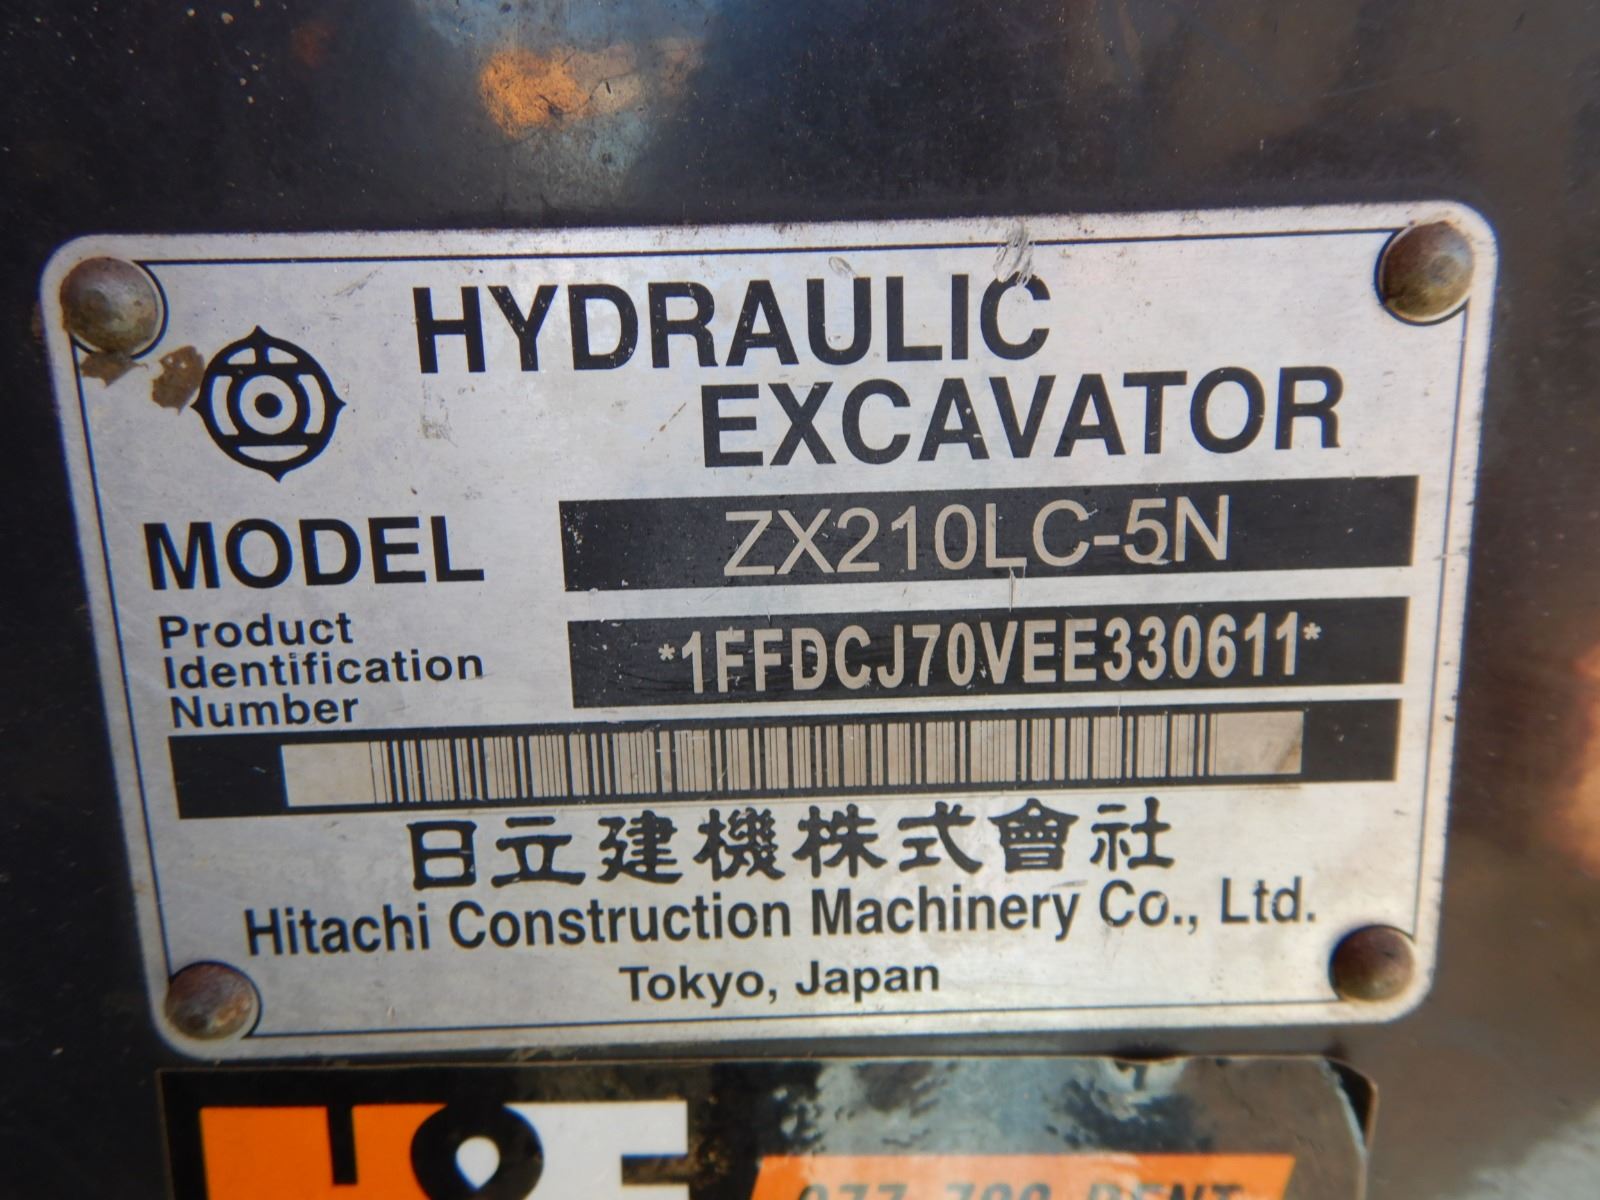 HYDRAULIC
EXCAVATOR
MODEL ZX210LC-5N
Product
Identification
Number
*1FFDCJ70VEE330611*
日立建機株式會社
Hitachi Construction Machinery Co., Ltd.
Tokyo, Japan
H&E